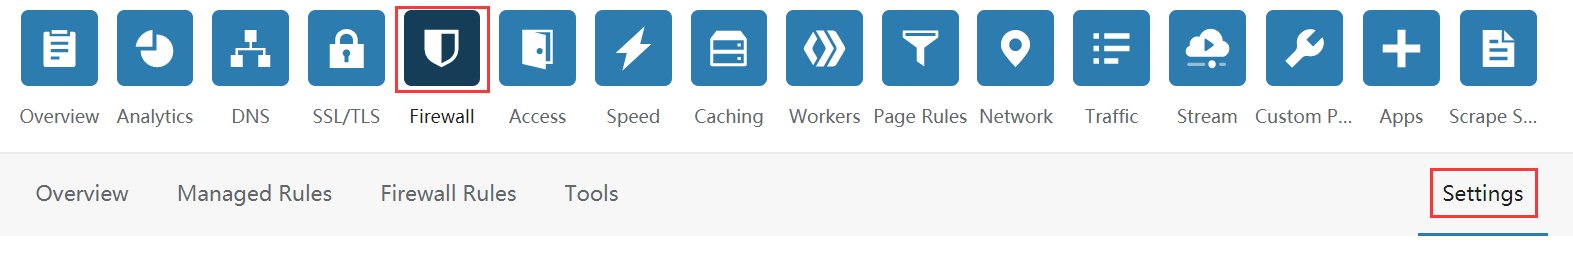 Overview Analytics DNS SSL/TLS Firewall Access Speed Caching Workers Page Rules Network Traffic Stream Custom P... Apps Scrape S...
Overview Managed Rules Firewall Rules Tools Settings